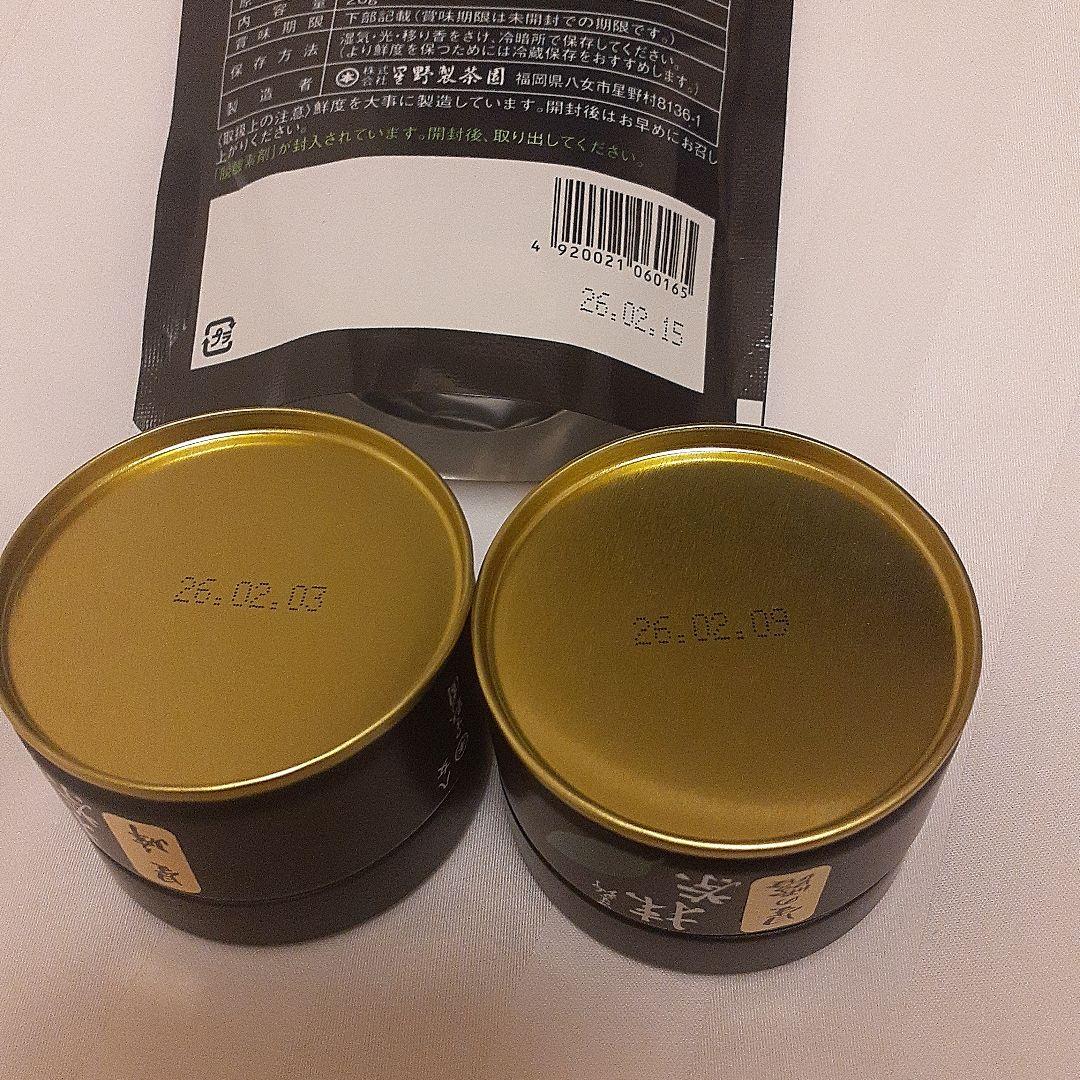 内容量 20g
賞味期限 下部記載(賞味期限は未開封での期限です。)
保存方法 湿気・光・移り香をさけ、冷暗所で保存してください。
(より鮮度を保つためには冷蔵保存をおすすめします。)
製造者 株式会社 星野製茶園 福岡県八女市星野村8136-1
〈取扱上の注意〉鮮度を大事に製造しています。開封後はお早めにお召し
上がりください。
「脱酸素剤」が封入されています。開封後、取り出してください。
4 920021 060165
26.02.15
プラ
26.02.03
26.02.09
抹茶